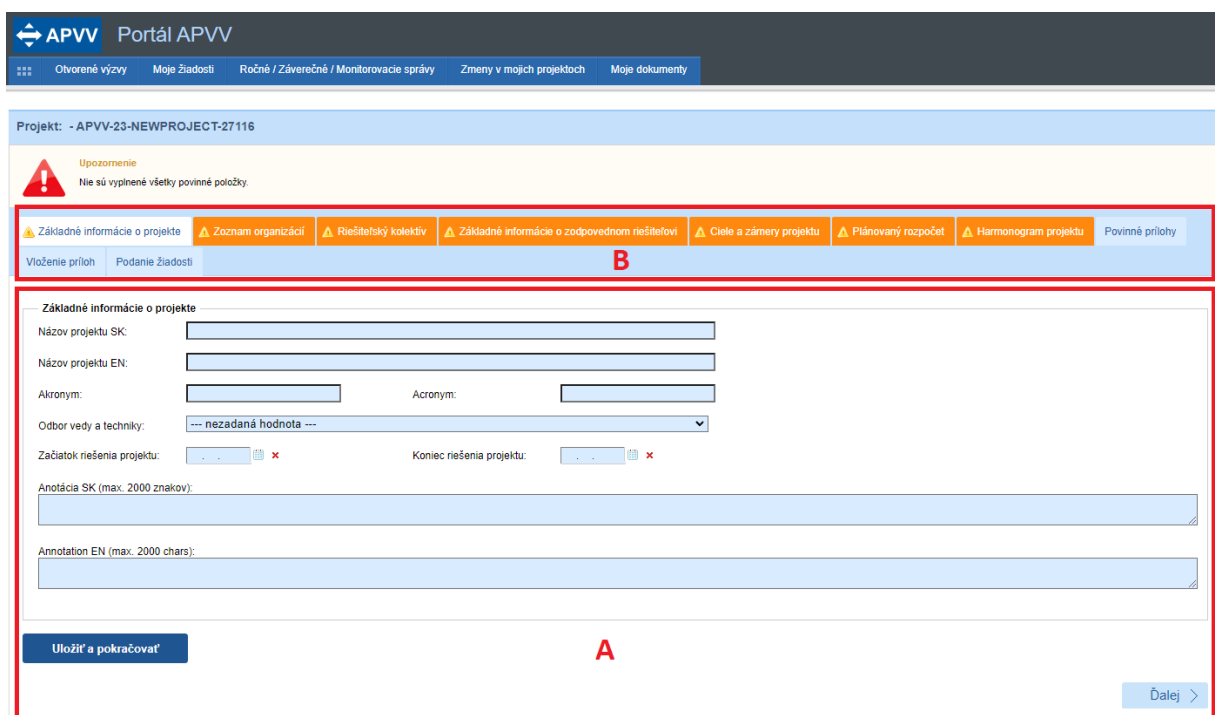 APVV Portál APVV
Otvorené výzvy Moje žiadosti Ročné / Záverečné / Monitorovacie správy Zmeny v mojich projektoch Moje dokumenty
Projekt: - APVV-23-NEWPROJECT-27116
Upozornenie
Nie sú vyplnené všetky povinné položky.
Základné informácie o projekte Zoznam organizácií Riešiteľský kolektív Základné informácie o zodpovednom riešiteľovi Ciele a zámery projektu Plánovaný rozpočet Harmonogram projektu Povinné prílohy
Vloženie príloh Podanie žiadosti B
Základné informácie o projekte
Názov projektu SK:
Názov projektu EN:
Akronym: Acronym:
Odbor vedy a techniky: --- nezadaná hodnota ---
Začiatok riešenia projektu: . . Koniec riešenia projektu: . .
Anotácia SK (max. 2000 znakov):
Annotation EN (max. 2000 chars):
Uložiť a pokračovať A
Ďalej